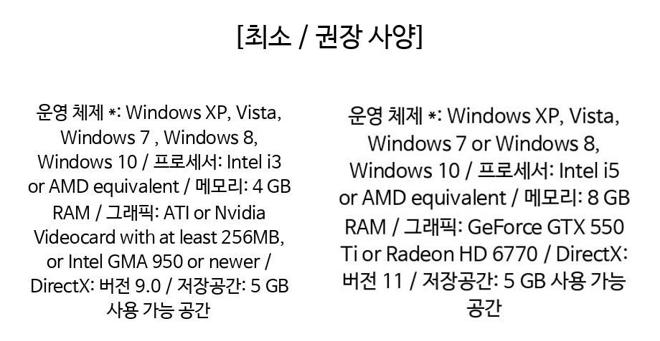 [최소 / 권장 사양]
운영 체제 *: Windows XP, Vista,
Windows 7 , Windows 8,
Windows 10 / 프로세서: Intel i3
or AMD equivalent / 메모리: 4 GB
RAM / 그래픽: ATI or Nvidia
Videocard with at least 256MB,
or Intel GMA 950 or newer /
DirectX: 버전 9.0 / 저장공간: 5 GB
사용 가능 공간
운영 체제 *: Windows XP, Vista,
Windows 7 or Windows 8,
Windows 10 / 프로세서: Intel i5
or AMD equivalent / 메모리: 8 GB
RAM / 그래픽: GeForce GTX 550
Ti or Radeon HD 6770 / DirectX:
버전 11 / 저장공간: 5 GB 사용 가능
공간